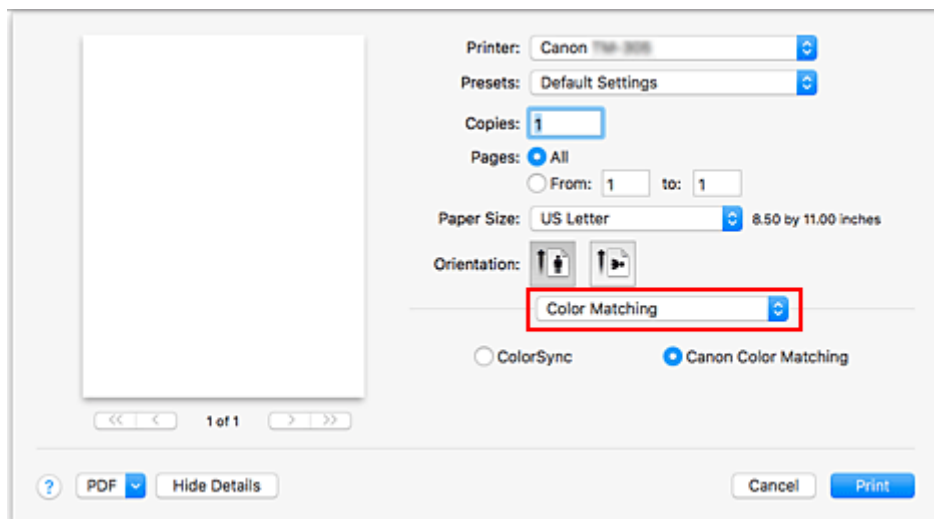 Printer: Canon
Presets: Default Settings
Copies: 1
Pages: All
From: 1 to: 1
Paper Size: US Letter 8.50 by 11.00 inches
Orientation:
Color Matching
ColorSync Canon Color Matching
<< < 1 of 1 > >>
? PDF Hide Details Cancel Print